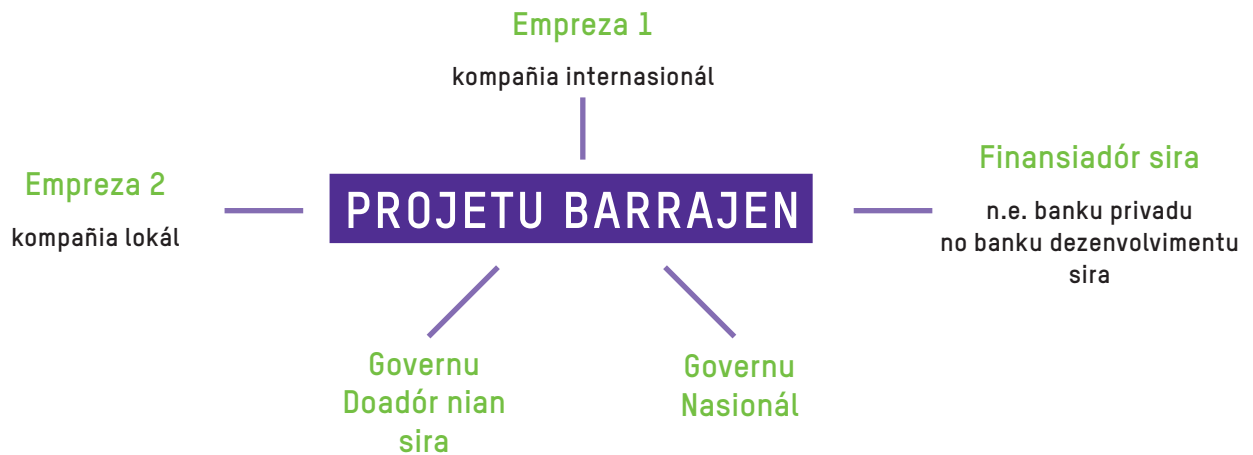 Empreza 1
kompañia internasionál
Empreza 2
kompañia lokál
PROJETU BARRAJEN
Finansiadór sira
n.e. banku privadu
no banku dezenvolvimentu
sira
Governu
Doadór nian
sira
Governu
Nasionál